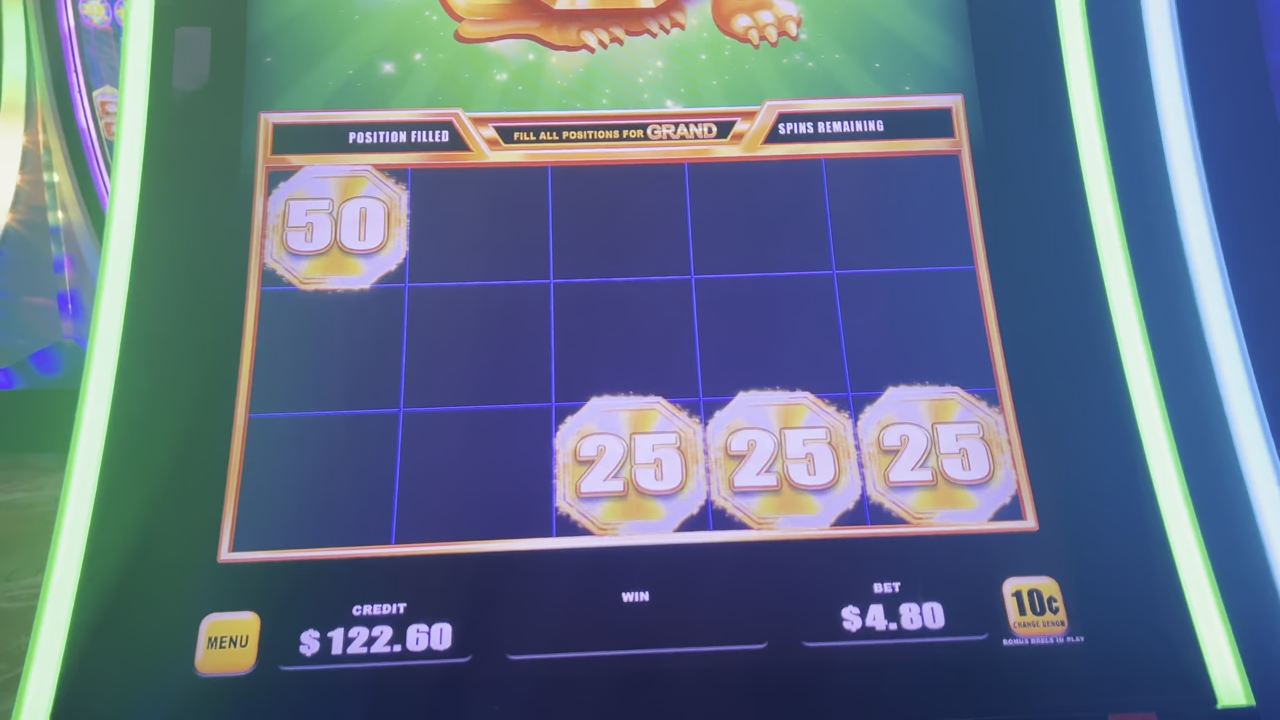 POSITION FILLED
FILL ALL POSITIONS FOR GRAND
SPINS REMAINING
50
25 25 25
MENU
CREDIT
$122.60
WIN
BET
$4.80
10¢
CHANGE DENOM
BONUS REELS IN PLAY